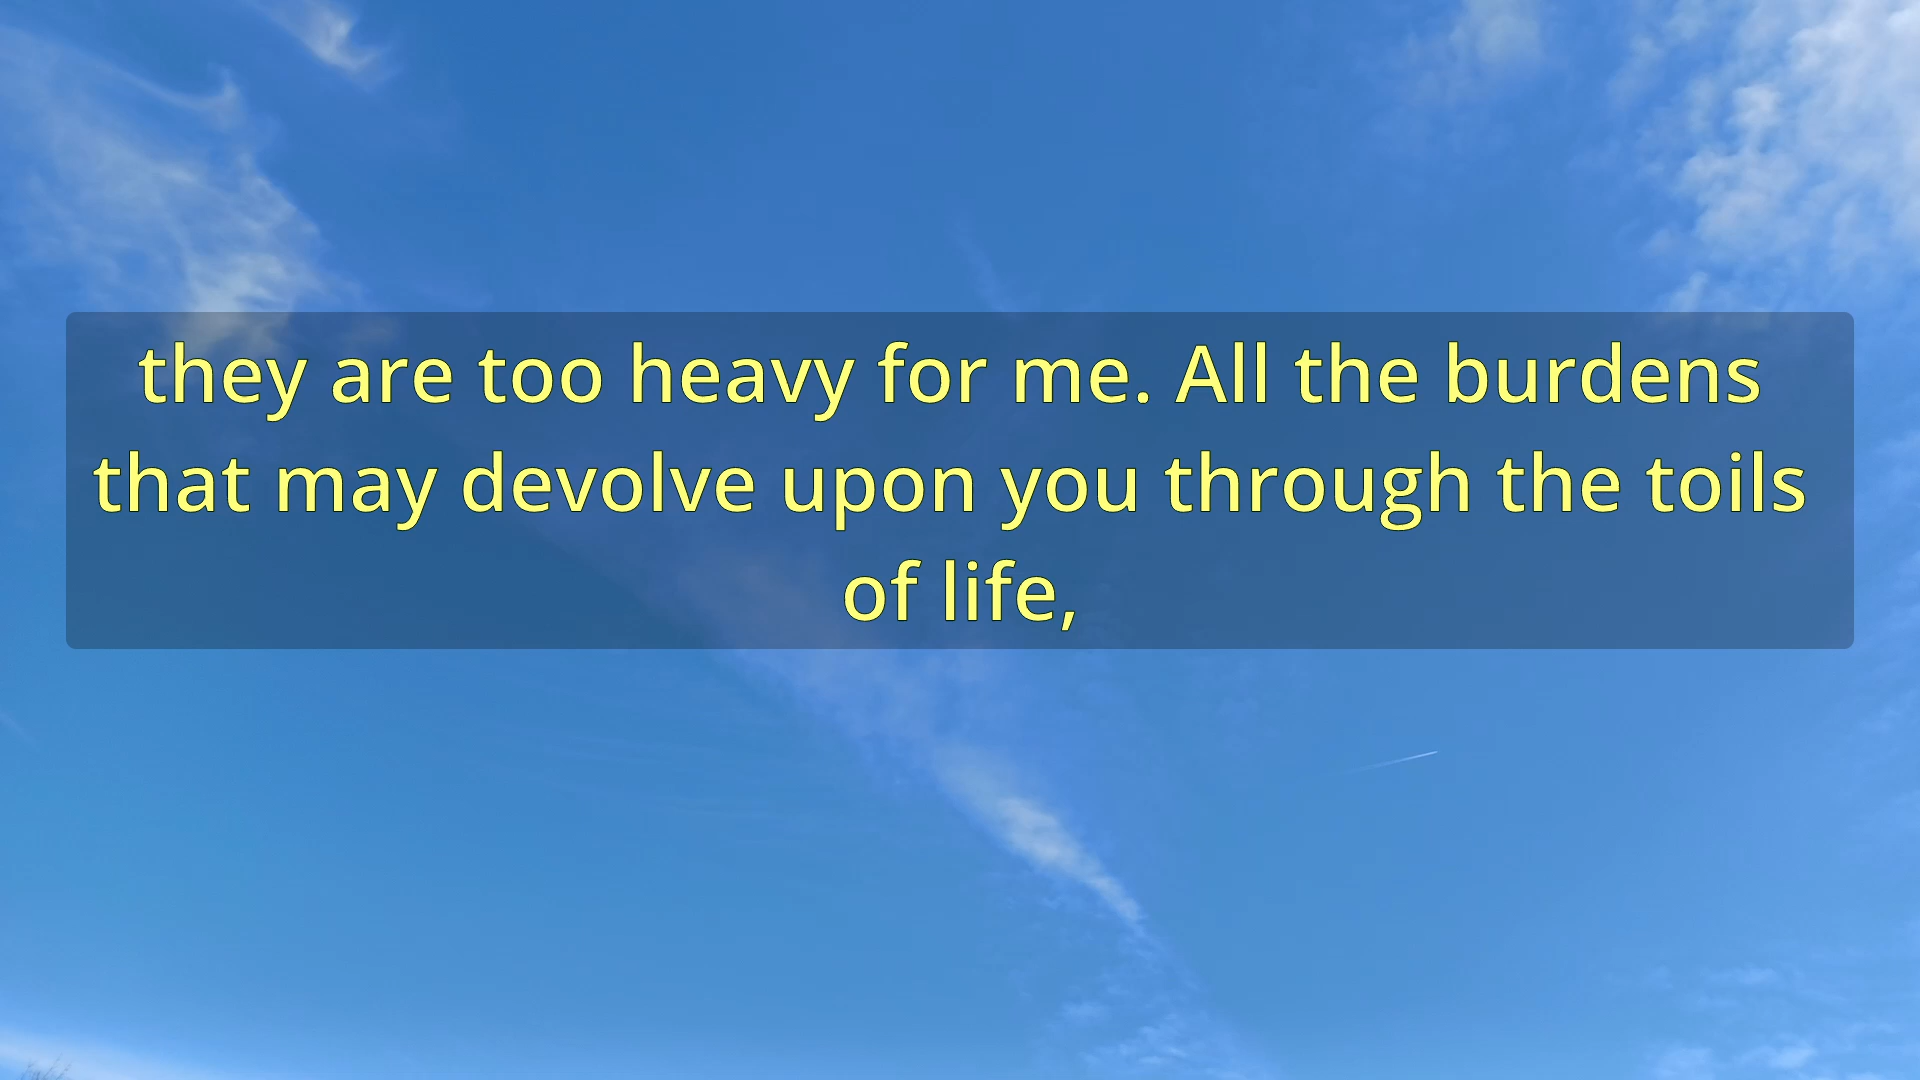 they are too heavy for me. All the burdens
that may devolve upon you through the toils
of life,